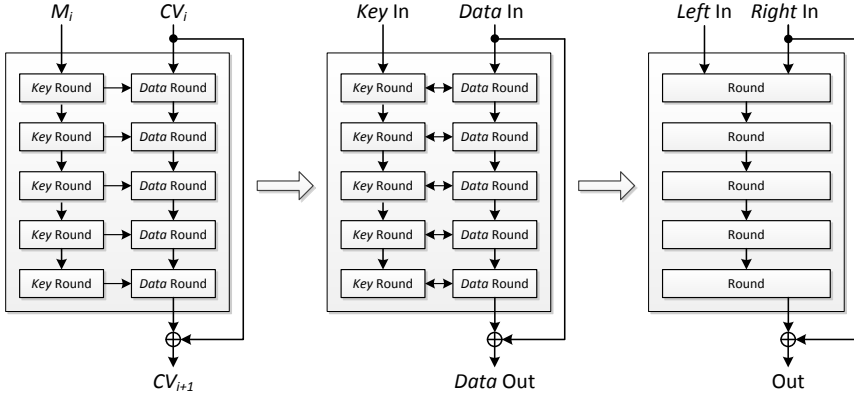 M_i CV_i Key In Data In Left In Right In
Key Round Data Round Key Round Data Round Round
Key Round Data Round Key Round Data Round Round
Key Round Data Round Key Round Data Round Round
Key Round Data Round Key Round Data Round Round
Key Round Data Round Key Round Data Round Round
CV_{i+1} Data Out Out